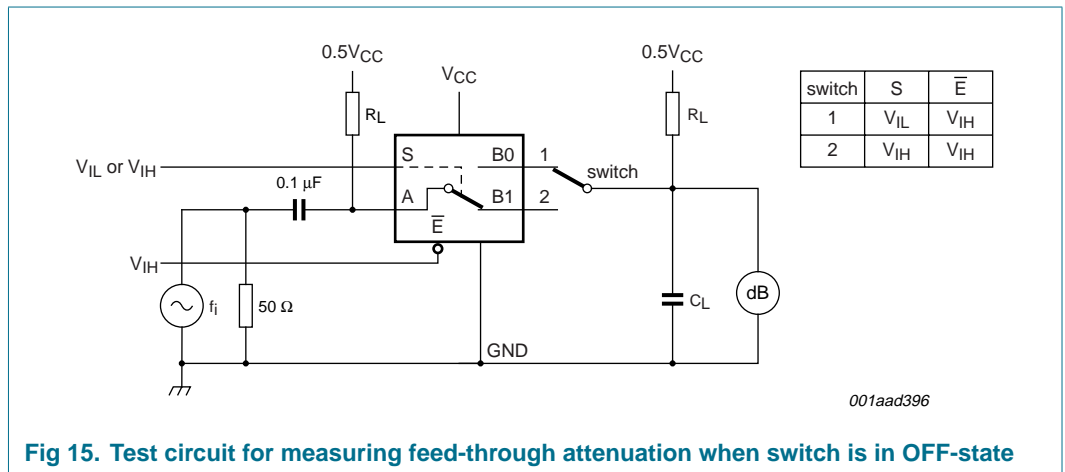 0.5VCC
VCC
0.5VCC
RL
RL
switch S E̅
1 VIL VIH
2 VIH VIH
VIL or VIH
S
B0
1
switch
0.1 μF
A
B1
2
E̅
VIH
fi
50 Ω
CL
dB
GND
001aad396
Fig 15. Test circuit for measuring feed-through attenuation when switch is in OFF-state